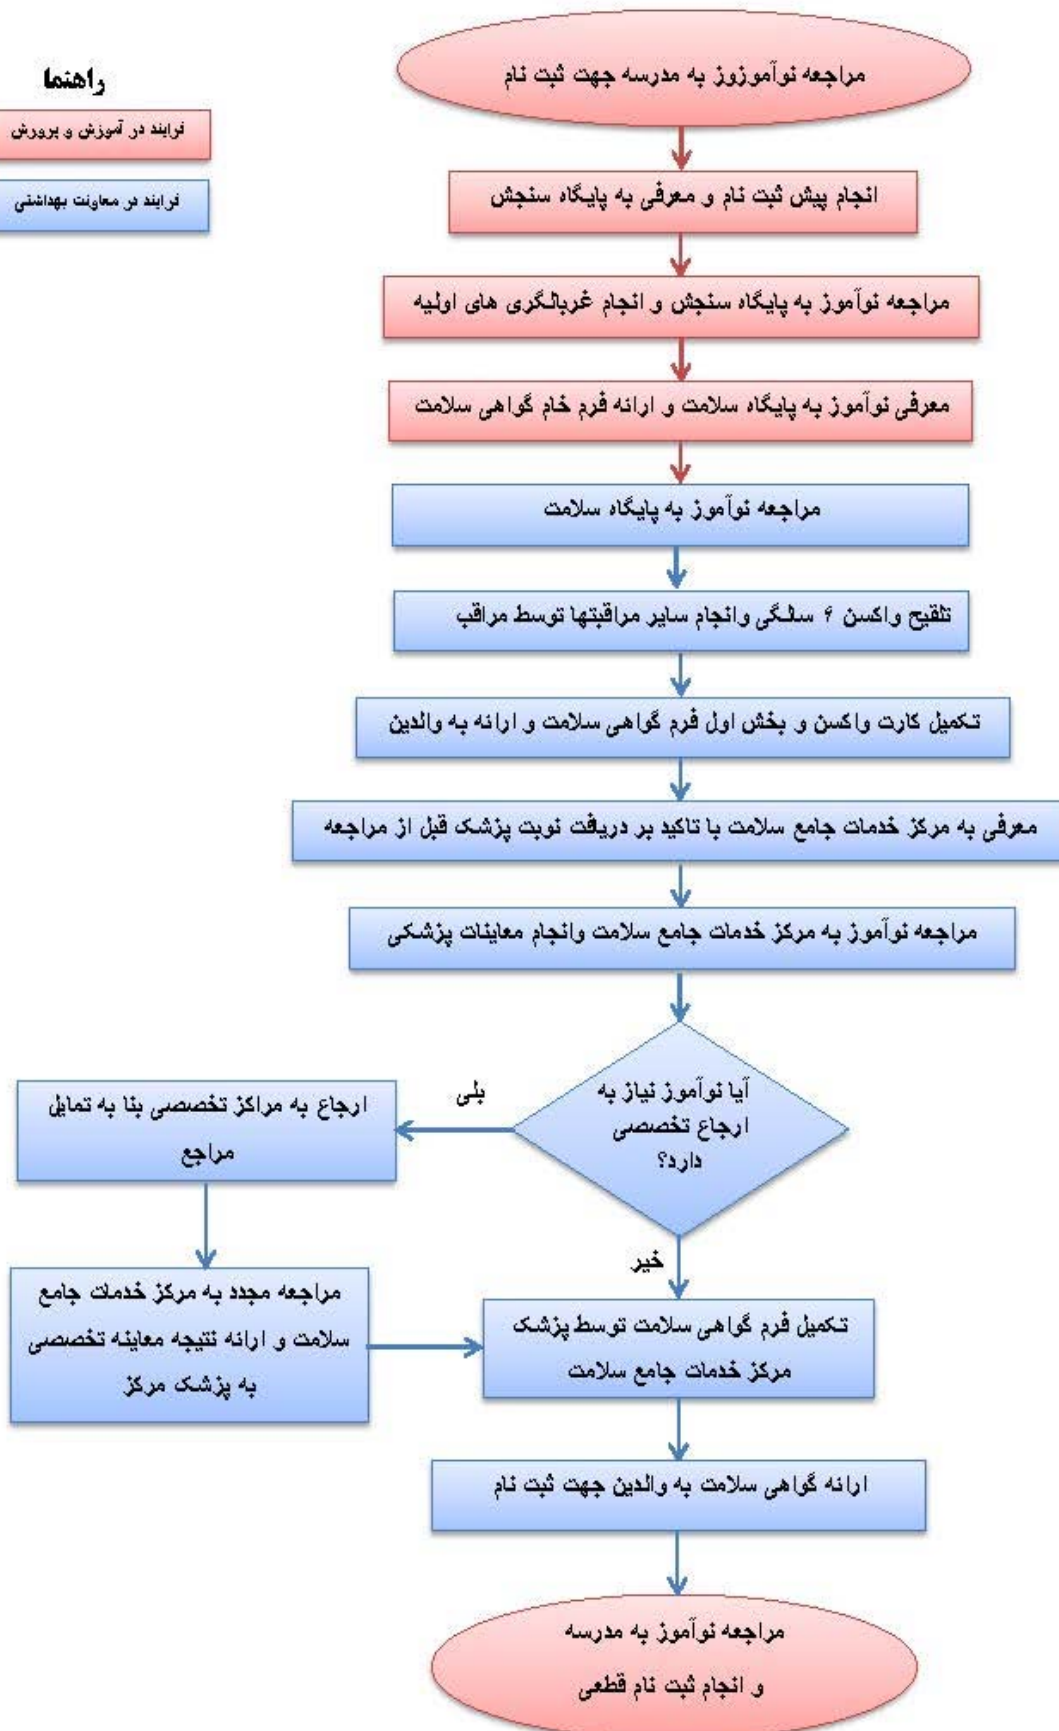 راهنما
فرایند در آموزش و پرورش
فرایند در معاونت بهداشتی
مراجعه نوآموزوز به مدرسه جهت ثبت نام
انجام پیش ثبت نام و معرفی به پایگاه سنجش
مراجعه نوآموز به پایگاه سنجش و انجام غربالگری های اولیه
معرفی نوآموز به پایگاه سلامت و ارائه فرم خام گواهی سلامت
مراجعه نوآموز به پایگاه سلامت
تلقیح واکسن ۶ سالگی وانجام سایر مراقبتها توسط مراقب
تکمیل کارت واکسن و بخش اول فرم گواهی سلامت و ارائه به والدین
معرفی به مرکز خدمات جامع سلامت با تاکید بر دریافت نوبت پزشک قبل از مراجعه
مراجعه نوآموز به مرکز خدمات جامع سلامت وانجام معاینات پزشکی
آیا نوآموز نیاز به
ارجاع تخصصی
دارد؟
بلی
ارجاع به مراکز تخصصی بنا به تمایل
مراجع
مراجعه مجدد به مرکز خدمات جامع
سلامت و ارائه نتیجه معاینه تخصصی
به پزشک مرکز
خیر
تکمیل فرم گواهی سلامت توسط پزشک
مرکز خدمات جامع سلامت
ارائه گواهی سلامت به والدین جهت ثبت نام
مراجعه نوآموز به مدرسه
و انجام ثبت نام قطعی